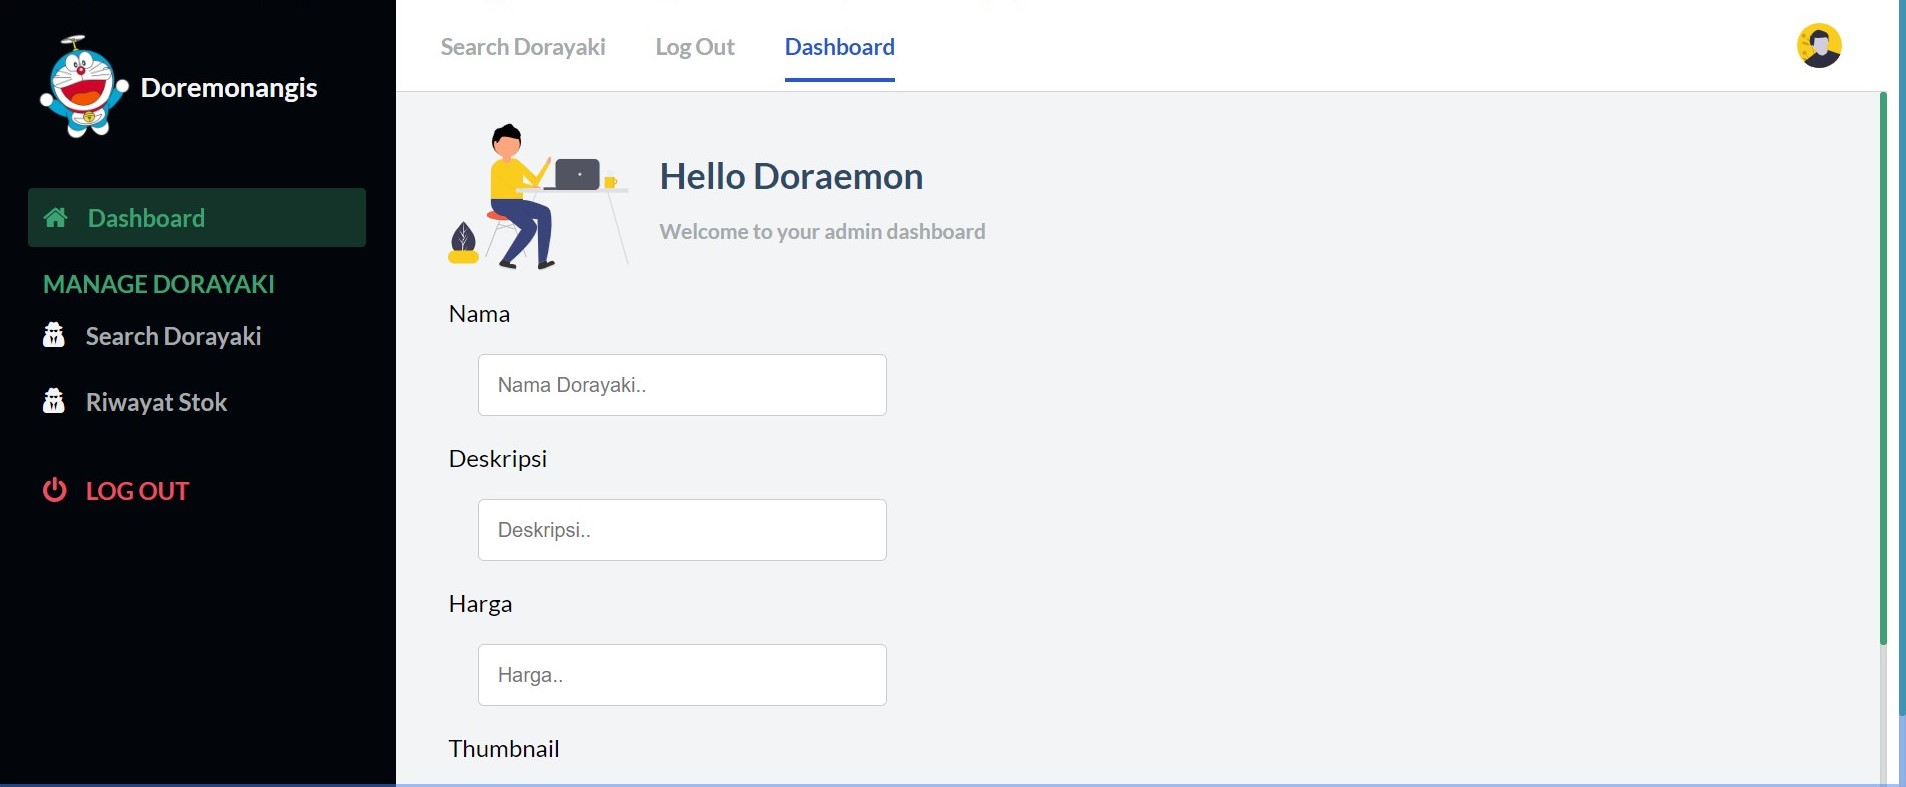 Doremonangis
Dashboard
MANAGE DORAYAKI
Search Dorayaki
Riwayat Stok
LOG OUT
Search Dorayaki
Log Out
Dashboard
Hello Doraemon
Welcome to your admin dashboard
Nama
Nama Dorayaki..
Deskripsi
Deskripsi..
Harga
Harga..
Thumbnail